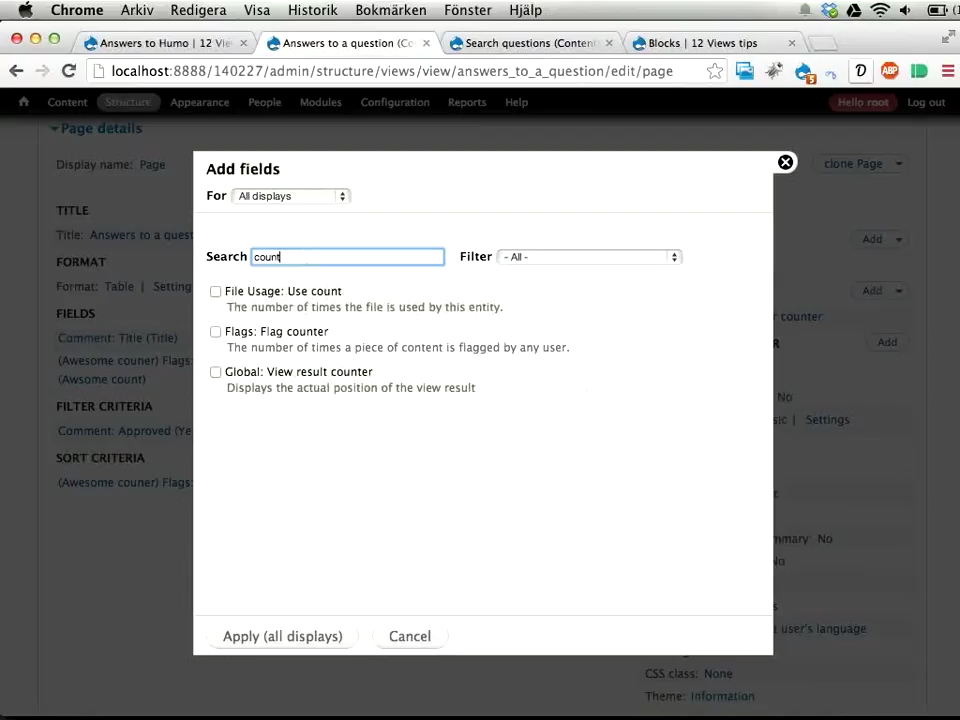 Chrome Arkiv Redigera Visa Historik Bokmärken Fönster Hjälp
Answers to Humo | 12 Vie
Answers to a question (Co
Search questions (Content
Blocks | 12 Views tips
localhost:8888/140227/admin/structure/views/view/answers_to_a_question/edit/page
5
D
ABP
Content Structure Appearance People Modules Configuration Reports Help
Hello root Log out
Page details
Display name: Page
clone Page
TITLE
Title: Answers to a quest
FORMAT
Format: Table | Setting
FIELDS
Comment: Title (Title)
(Awesome counter) Flags:
(Awsome count)
FILTER CRITERIA
Comment: Approved (Ye
SORT CRITERIA
(Awesome couner) Flags:
Add fields
For All displays
Search count
Filter - All -
File Usage: Use count
The number of times the file is used by this entity.
Flags: Flag counter
The number of times a piece of content is flagged by any user.
Global: View result counter
Displays the actual position of the view result
Apply (all displays) Cancel
Add
Add
r counter
R Add
No
sic | Settings
mmary: No
No
t user's language
CSS class: None
Theme: Information